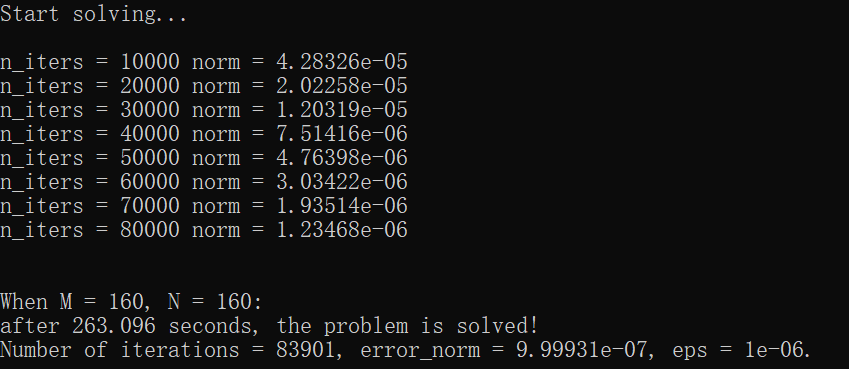 Start solving...
n_iters = 10000 norm = 4.28326e-05
n_iters = 20000 norm = 2.02258e-05
n_iters = 30000 norm = 1.20319e-05
n_iters = 40000 norm = 7.51416e-06
n_iters = 50000 norm = 4.76398e-06
n_iters = 60000 norm = 3.03422e-06
n_iters = 70000 norm = 1.93514e-06
n_iters = 80000 norm = 1.23468e-06
When M = 160, N = 160:
after 263.096 seconds, the problem is solved!
Number of iterations = 83901, error_norm = 9.99931e-07, eps = 1e-06.